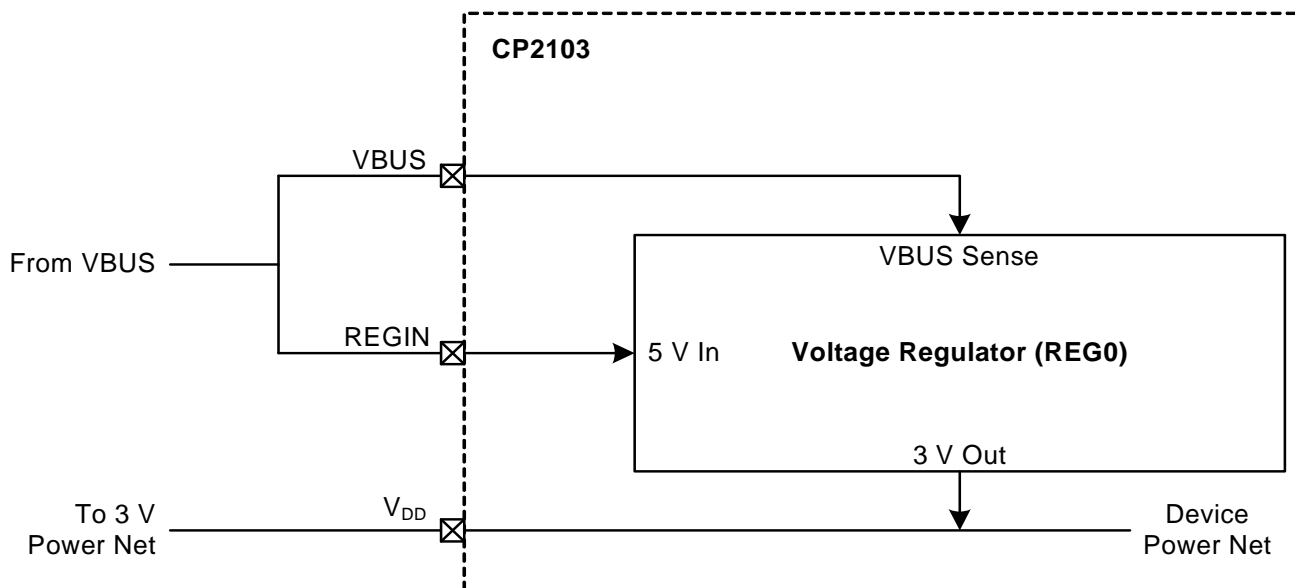 CP2103
VBUS
From VBUS
VBUS Sense
REGIN
5 V In
Voltage Regulator (REG0)
3 V Out
To 3 V
Power Net
VDD
Device
Power Net